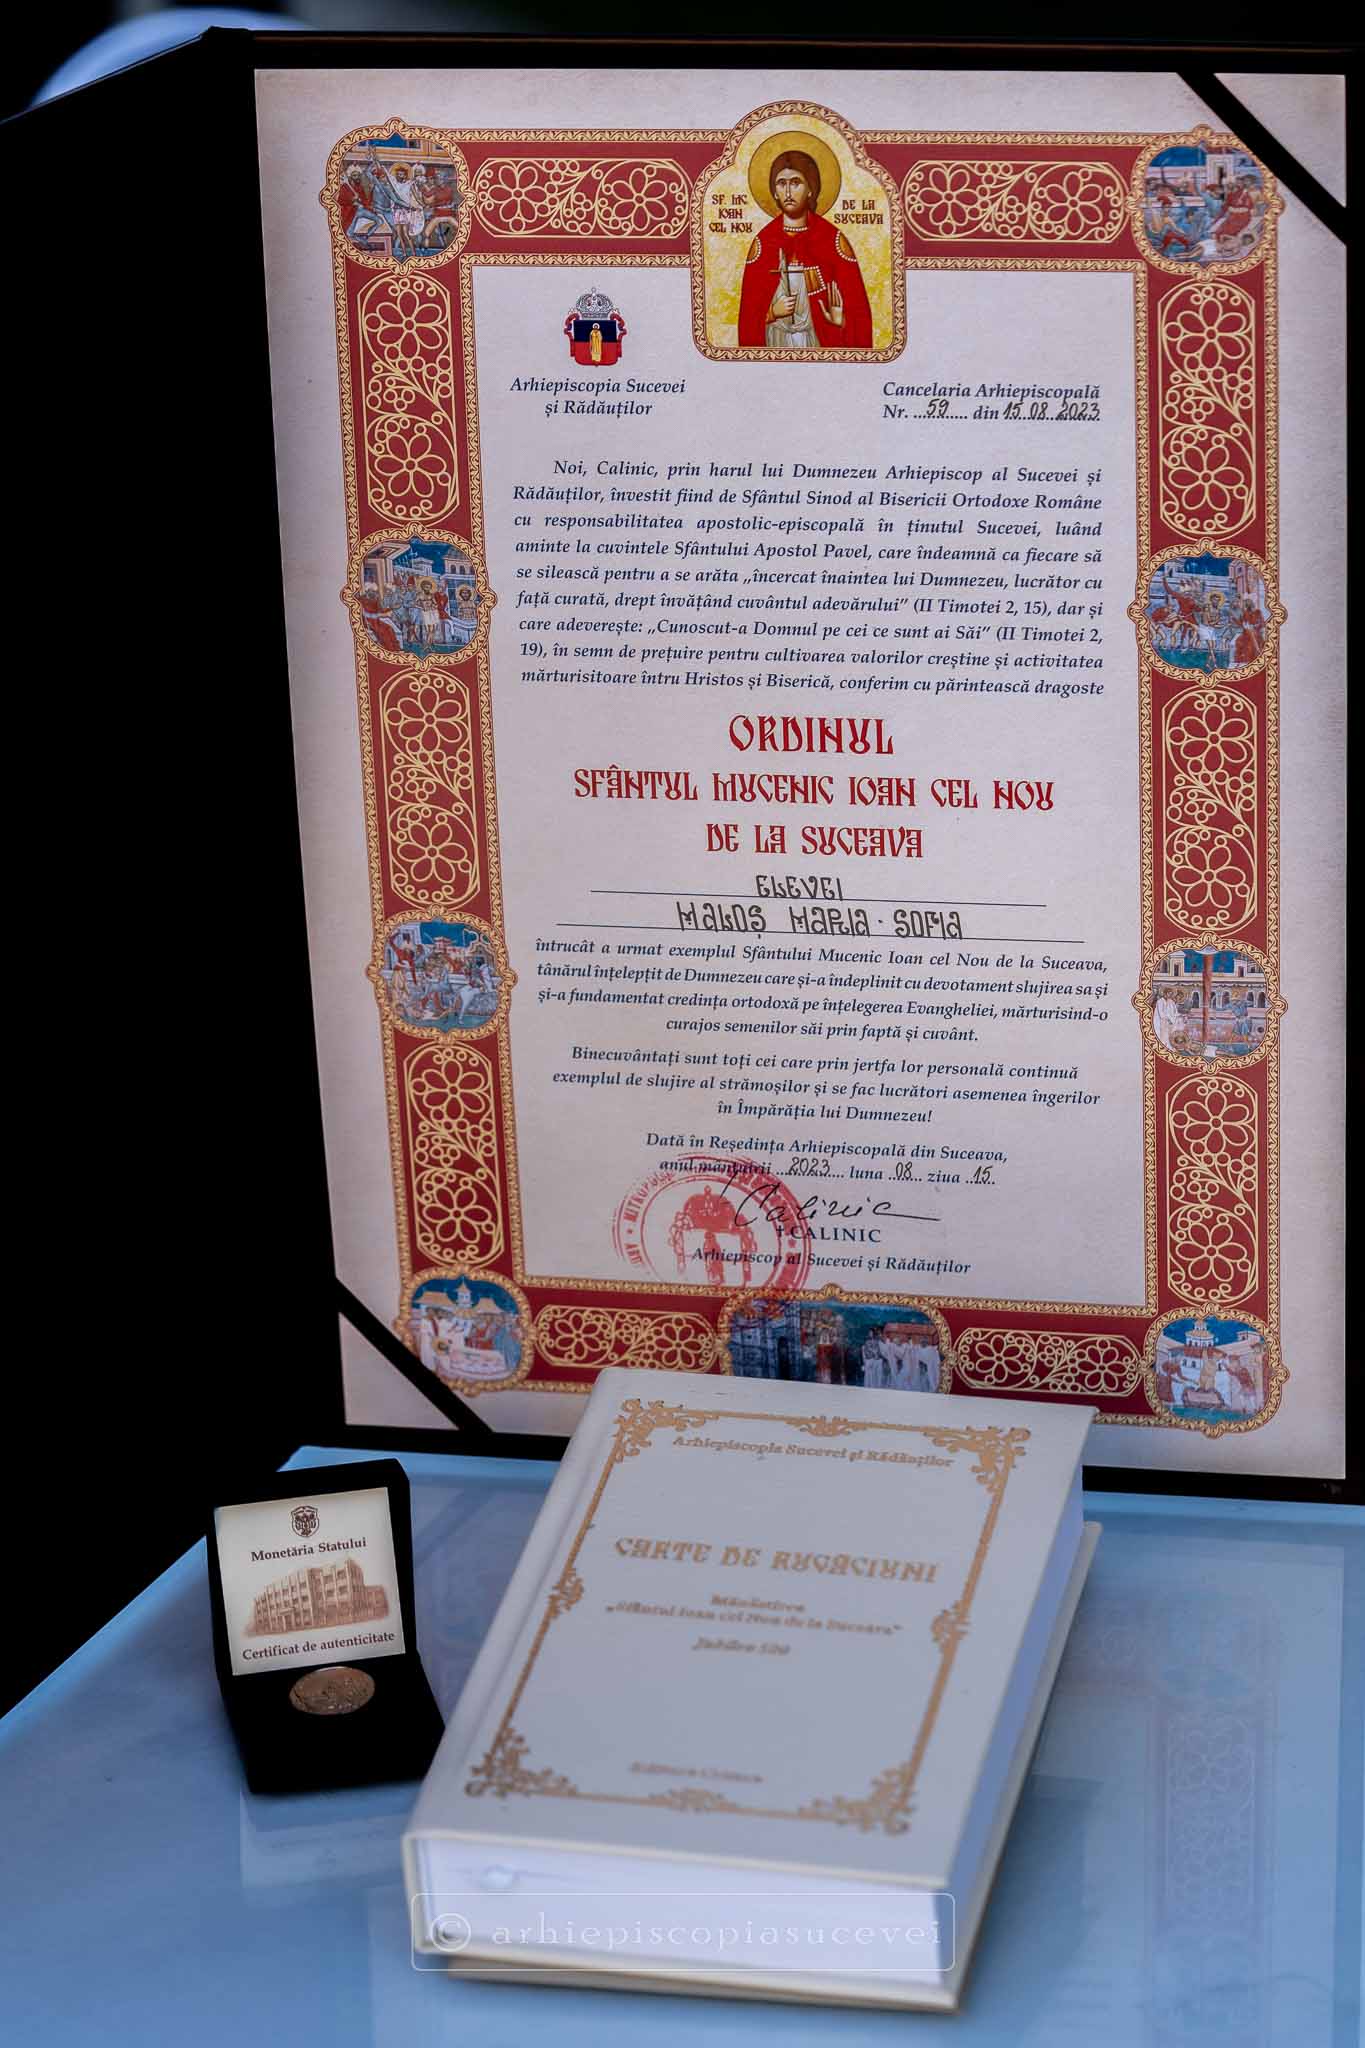 SF. MC. DE LA
IOAN SUCEAVA
CEL NOU
Arhiepiscopia Sucevei
și Rădăuților
Cancelaria Arhiepiscopală
Nr. ...59..... din 15.08.2023
Noi, Calinic, prin harul lui Dumnezeu Arhiepiscop al Sucevei și
Rădăuților, învestit fiind de Sfântul Sinod al Bisericii Ortodoxe Române
cu responsabilitatea apostolic-episcopală în ținutul Sucevei, luând
aminte la cuvintele Sfântului Apostol Pavel, care îndeamnă ca fiecare să
se silească pentru a se arăta „încercat înaintea lui Dumnezeu, lucrător cu
față curată, drept învățând cuvântul adevărului” (II Timotei 2, 15), dar și
care adeverește: „Cunoscut-a Domnul pe cei ce sunt ai Săi” (II Timotei 2,
19), în semn de prețuire pentru cultivarea valorilor creștine și activitatea
mărturisitoare întru Hristos și Biserică, conferim cu părintească dragoste
ORDINUL
SFÂNTUL MUCENIC IOAN CEL NOU
DE LA SUCEAVA
ELEVEI
MALOȘ MARIA-SOFIA
întrucât a urmat exemplul Sfântului Mucenic Ioan cel Nou de la Suceava,
tânărul înțelepțit de Dumnezeu care și-a îndeplinit cu devotament slujirea sa și
și-a fundamentat credința ortodoxă pe înțelegerea Evangheliei, mărturisind-o
curajos semenilor săi prin faptă și cuvânt.
Binecuvântați sunt toți cei care prin jertfa lor personală continuă
exemplul de slujire al strămoșilor și se fac lucrători asemenea îngerilor
în Împărăția lui Dumnezeu!
Dată în Reședința Arhiepiscopală din Suceava,
anul mântuirii ...2023... luna ..08... ziua ..15.
Calinic
†CALINIC
Arhiepiscop al Sucevei și Rădăuților
Arhiepiscopia Sucevei și Rădăuților
CARTE DE RUGĂCIUNI
Mănăstirea
„Sfântul Ioan cel Nou de la Suceava”
Jubileu 500
Editura Crimca
Monetăria Statului
Certificat de autenticitate
© arhiepiscopiasucevei